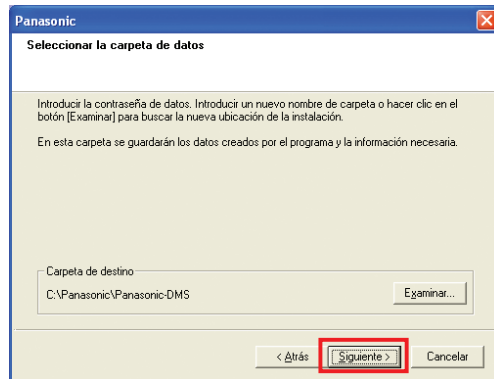 Panasonic
Seleccionar la carpeta de datos
Introducir la contraseña de datos. Introducir un nuevo nombre de carpeta o hacer clic en el
botón [Examinar] para buscar la nueva ubicación de la instalación.
En esta carpeta se guardarán los datos creados por el programa y la información necesaria.
Carpeta de destino
C:\Panasonic\Panasonic-DMS
Examinar...
< Atrás
Siguiente >
Cancelar